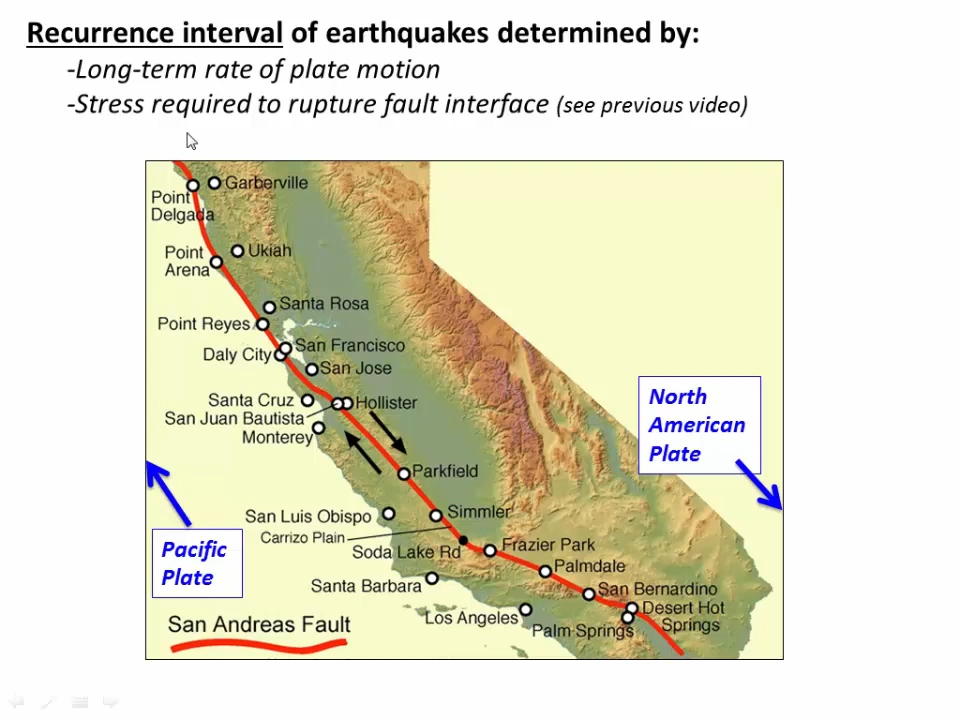 Recurrence interval of earthquakes determined by:
-Long-term rate of plate motion
-Stress required to rupture fault interface (see previous video)
Garberville
Point
Delgada
Ukiah
Point
Arena
Santa Rosa
Point Reyes
San Francisco
Daly City
San Jose
Santa Cruz
Hollister
San Juan Bautista
Monterey
North
American
Plate
Parkfield
San Luis Obispo
Simmler
Carrizo Plain
Soda Lake Rd
Frazier Park
Pacific
Plate
Palmdale
Santa Barbara
San Bernardino
Los Angeles
Desert Hot
Springs
Palm Springs
San Andreas Fault